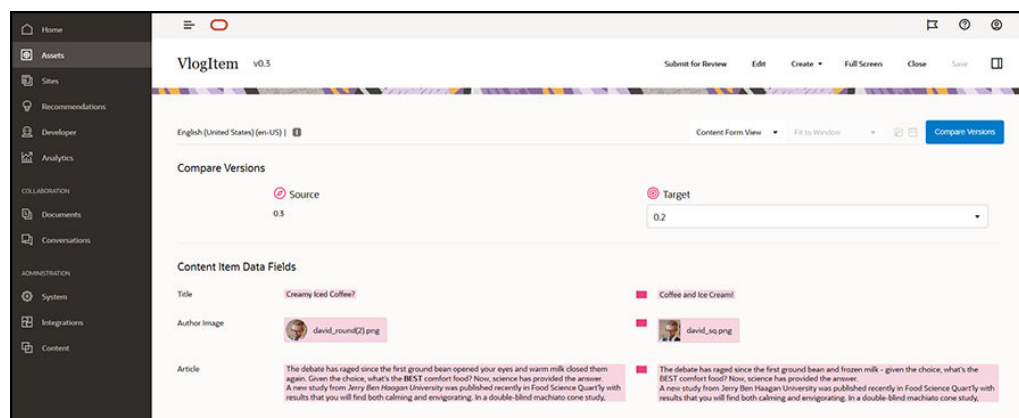 Home
Assets
Sites
Recommendations
Developer
Analytics
COLLABORATION
Documents
Conversations
ADMINISTRATION
System
Integrations
Content
VlogItem v0.3
Submit for Review Edit Create Full Screen Close Save
English (United States) (en-US) |
Content Form View Fit to Window Compare Versions
Compare Versions
Source
0.3
Target
0.2
Content Item Data Fields
Title Creamy Iced Coffee? Coffee and Ice Cream!
Author Image david_round(2).png david_sq.png
Article
The debate has raged since the first ground bean opened your eyes and warm milk closed them
again. Given the choice, what's the BEST comfort food? Now, science has provided the answer.
A new study from Jerry Ben Haagan University was published recently in Food Science Quart'ly with
results that you will find both calming and envigorating. In a double-blind machiato cone study,
The debate has raged since the first ground bean and frozen milk - given the choice, what's the
BEST comfort food? Now, science has provided the answer.
A new study from Jerry Ben Haagan University was published recently in Food Science Quart'ly with
results that you will find both calming and envigorating. In a double-blind machiato cone study,